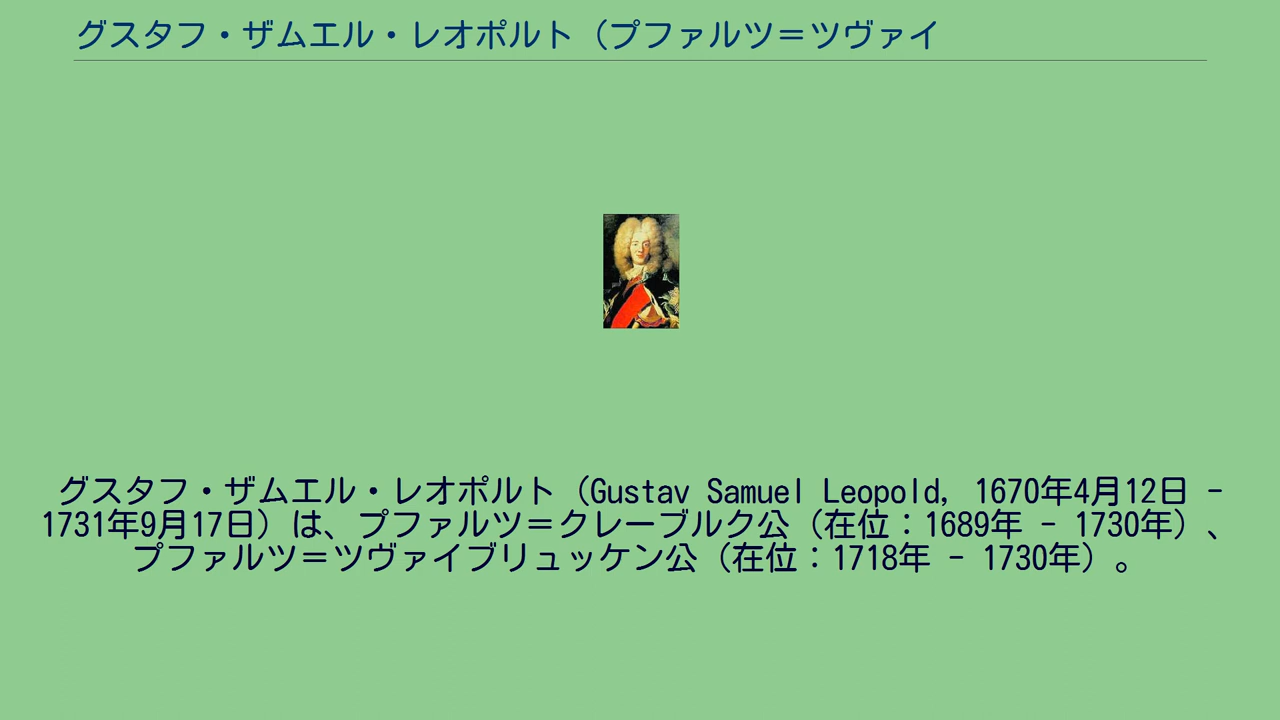 グスタフ・ザムエル・レオポルト（プファルツ＝ツヴァイ
グスタフ・ザムエル・レオポルト（Gustav Samuel Leopold, 1670年4月12日 -
1731年9月17日）は、プファルツ＝クレーブルク公（在位：1689年 - 1730年）、
プファルツ＝ツヴァイブリュッケン公（在位：1718年 - 1730年）。